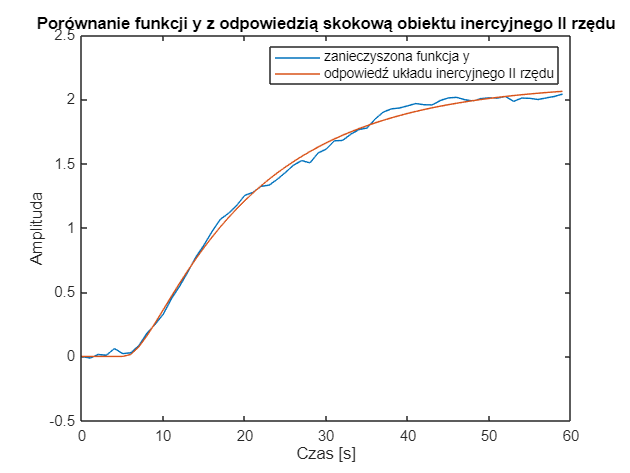 Porównanie funkcji y z odpowiedzią skokową obiektu inercyjnego II rzędu
zanieczyszona funkcja y
odpowiedź układu inercyjnego II rzędu
2.5
2
1.5
1
0.5
0
-0.5
Amplituda
0 10 20 30 40 50 60
Czas [s]